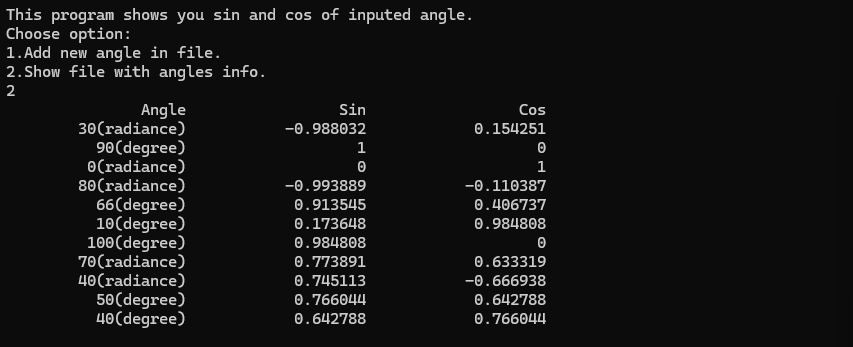 This program shows you sin and cos of inputed angle.
Choose option:
1.Add new angle in file.
2.Show file with angles info.
2
Angle Sin Cos
30(radiance) -0.988032 0.154251
90(degree) 1 0
0(radiance) 0 1
80(radiance) -0.993889 -0.110387
66(degree) 0.913545 0.406737
10(degree) 0.173648 0.984808
100(degree) 0.984808 0
70(radiance) 0.773891 0.633319
40(radiance) 0.745113 -0.666938
50(degree) 0.766044 0.642788
40(degree) 0.642788 0.766044